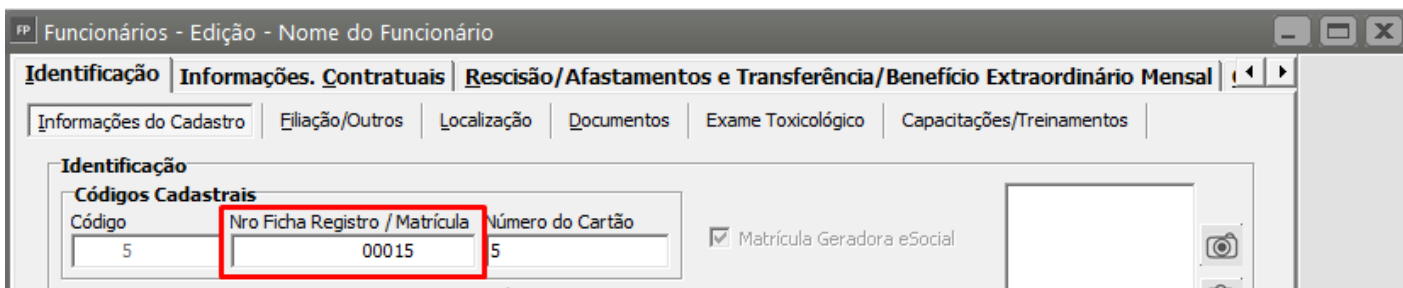 FP Funcionários - Edição - Nome do Funcionário
Identificação Informações. Contratuais Rescisão/Afastamentos e Transferência/Benefício Extraordinário Mensal
Informações do Cadastro Filiação/Outros Localização Documentos Exame Toxicológico Capacitações/Treinamentos
Identificação
Códigos Cadastrais
Código Nro Ficha Registro / Matrícula Número do Cartão
5 00015 5
Matrícula Geradora eSocial